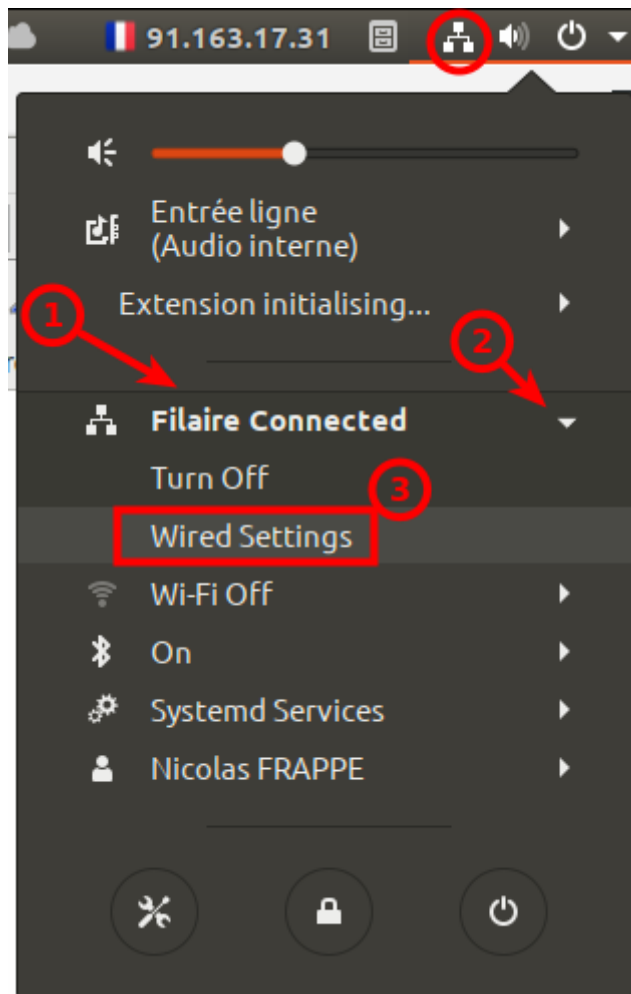 91.163.17.31
Entrée ligne
(Audio interne)
Extension initialising...
1
2
Filaire Connected
Turn Off
3
Wired Settings
Wi-Fi Off
On
Systemd Services
Nicolas FRAPPE